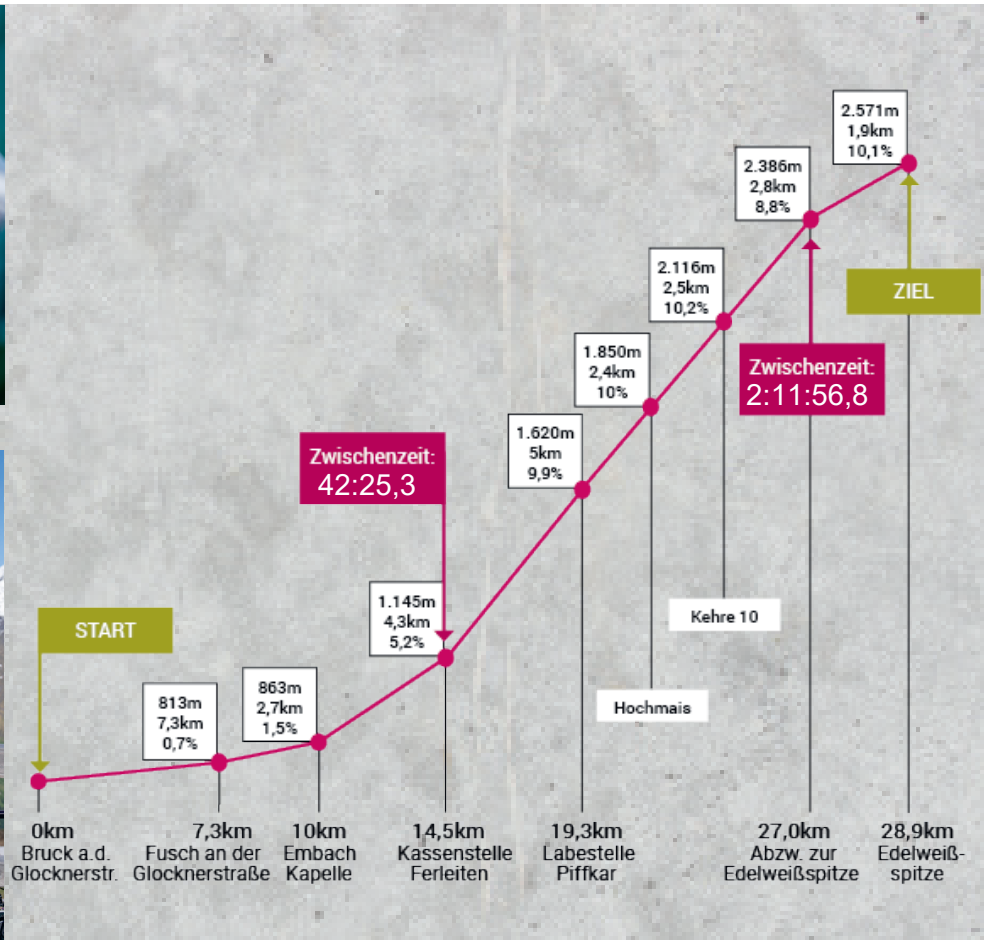 2.571m
1,9km
10,1%
2.386m
2,8km
8,8%
2.116m
2,5km
10,2%
ZIEL
1.850m
2,4km
10%
Zwischenzeit:
2:11:56,8
1.620m
5km
9,9%
Zwischenzeit:
42:25,3
1.145m
4,3km
5,2%
START
Kehre 10
863m
2,7km
1,5%
813m
7,3km
0,7%
Hochmais
0km
Bruck a.d.
Glocknerstr.
7,3km
Fusch an der
Glocknerstraße
10km
Embach
Kapelle
14,5km
Kassenstelle
Ferleiten
19,3km
Labestelle
Piffkar
27,0km
Abzw. zur
Edelweißspitze
28,9km
Edelweiß-
spitze